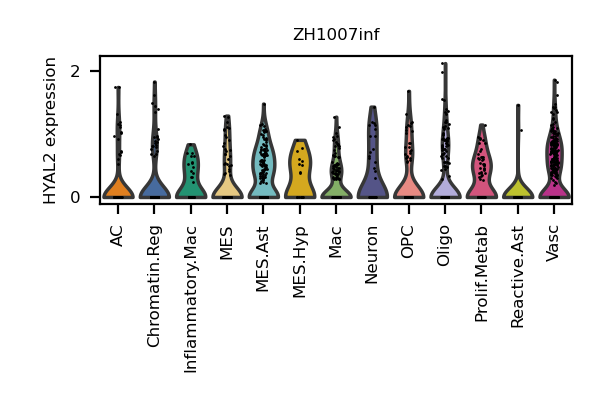 ZH1007inf
HYAL2 expression
2
0
AC
Chromatin.Reg
Inflammatory.Mac
MES
MES.Ast
MES.Hyp
Mac
Neuron
OPC
Oligo
Prolif.Metab
Reactive.Ast
Vasc